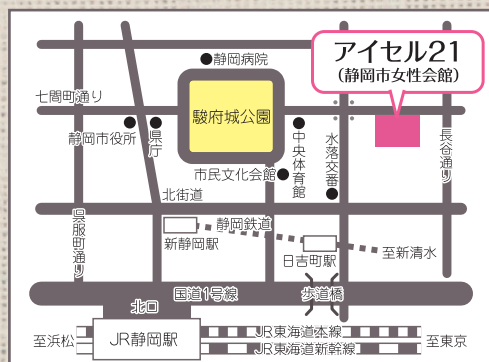 アイセル21
(静岡市女性会館)
静岡病院
七間町通り
駿府城公園
静岡市役所
県庁
中央体育館
水落交番
長谷通り
市民文化会館
北街道
呉服町通り
静岡鉄道
新静岡駅
日吉町駅
至新清水
国道1号線
歩道橋
北口
至浜松
JR静岡駅
JR東海道本線
JR東海道新幹線
至東京